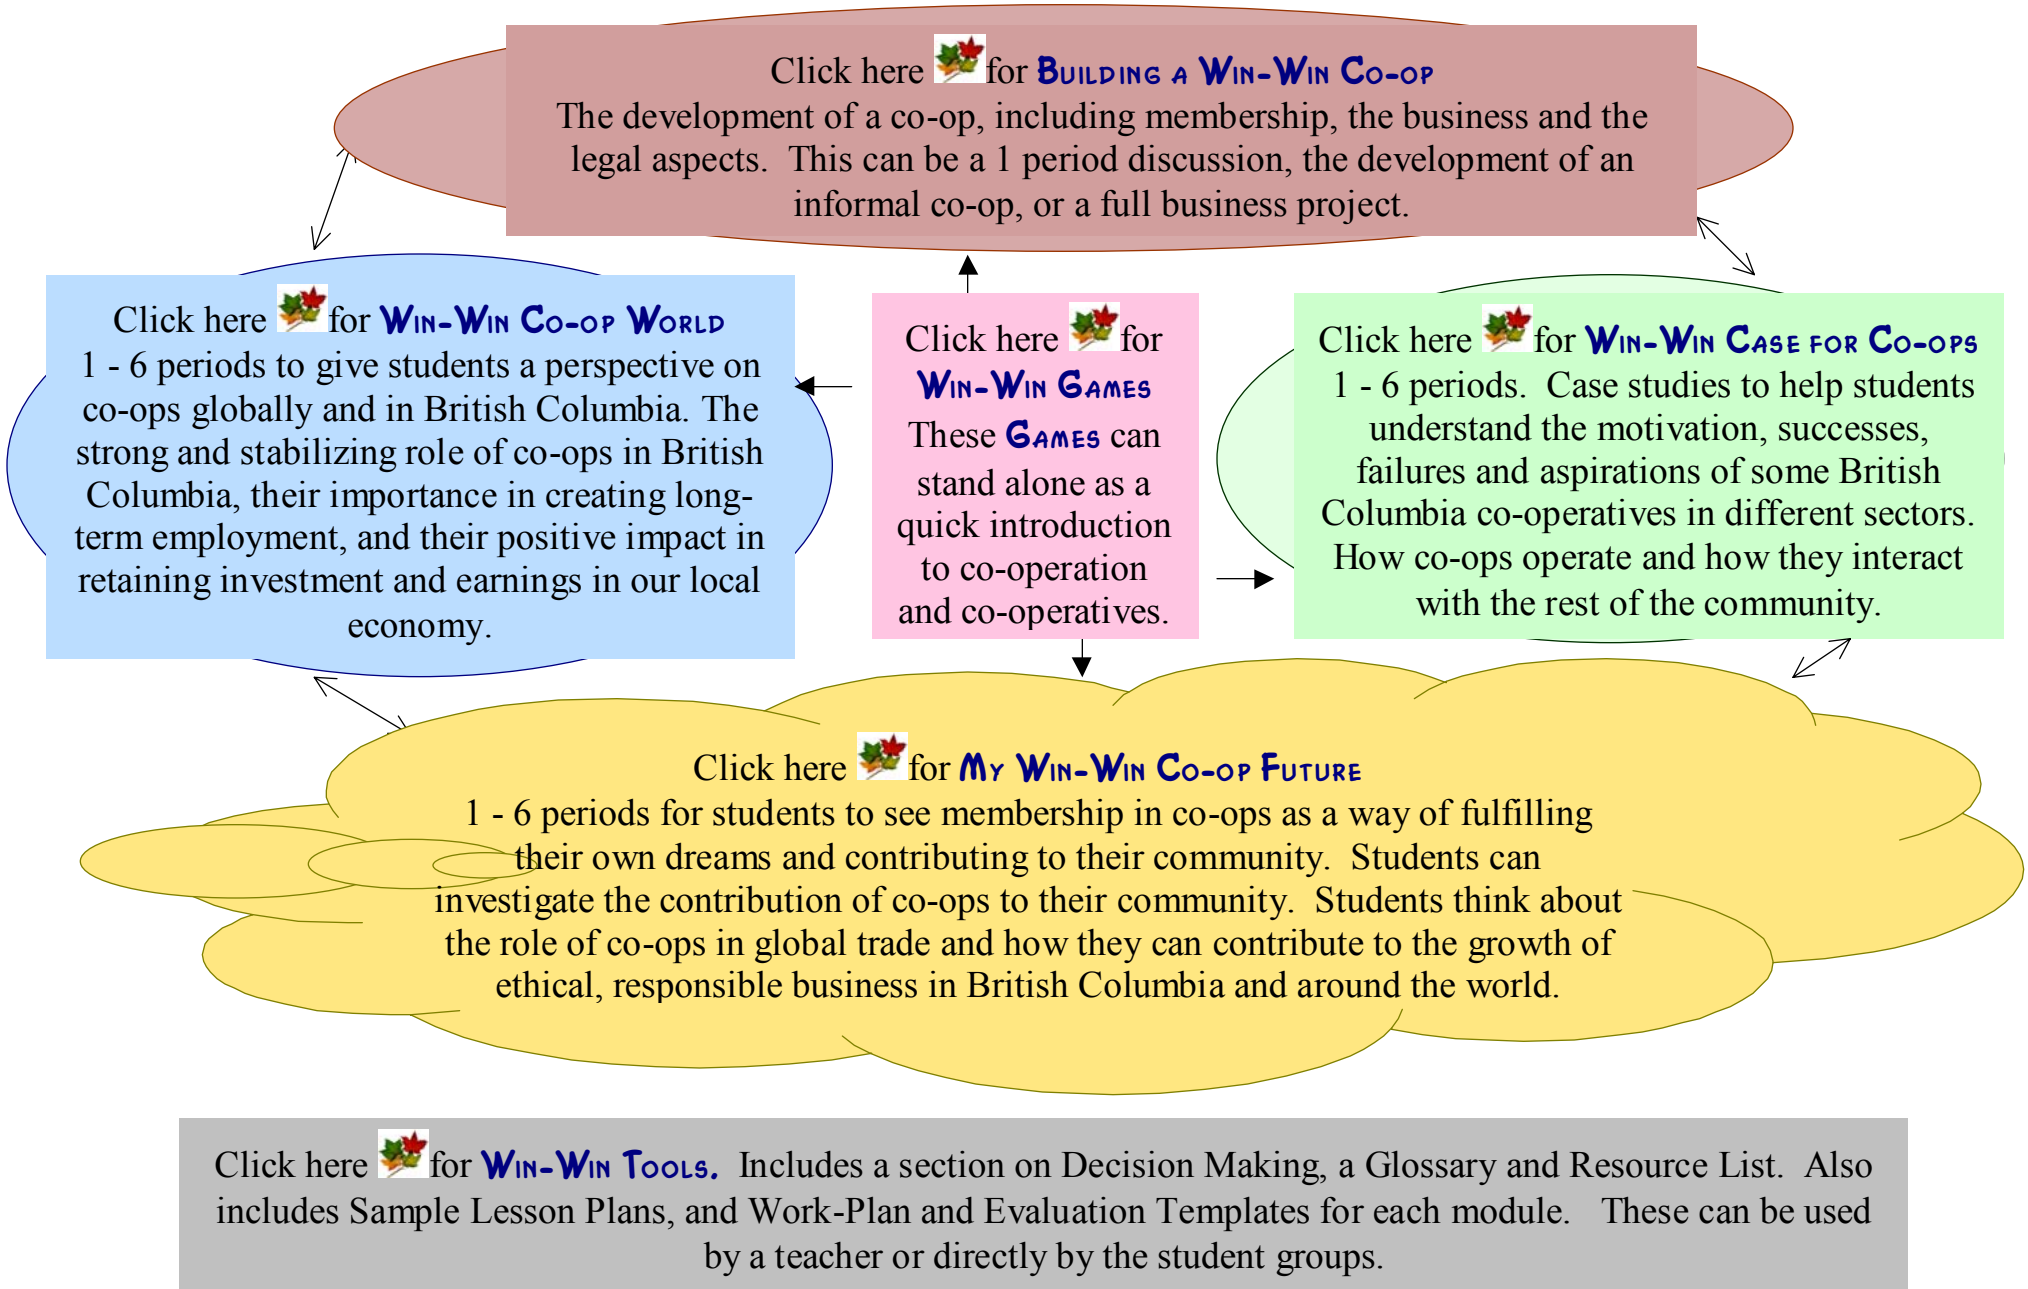 Click here for Building a Win-Win Co-op
The development of a co-op, including membership, the business and the
legal aspects. This can be a 1 period discussion, the development of an
informal co-op, or a full business project.
Click here for Win-Win Co-op World
1 - 6 periods to give students a perspective on
co-ops globally and in British Columbia. The
strong and stabilizing role of co-ops in British
Columbia, their importance in creating long-
term employment, and their positive impact in
retaining investment and earnings in our local
economy.
Click here for
Win-Win Games
These Games can
stand alone as a
quick introduction
to co-operation
and co-operatives.
Click here for Win-Win Case for Co-ops
1 - 6 periods. Case studies to help students
understand the motivation, successes,
failures and aspirations of some British
Columbia co-operatives in different sectors.
How co-ops operate and how they interact
with the rest of the community.
Click here for My Win-Win Co-op Future
1 - 6 periods for students to see membership in co-ops as a way of fulfilling
their own dreams and contributing to their community. Students can
investigate the contribution of co-ops to their community. Students think about
the role of co-ops in global trade and how they can contribute to the growth of
ethical, responsible business in British Columbia and around the world.
Click here for Win-Win Tools. Includes a section on Decision Making, a Glossary and Resource List. Also
includes Sample Lesson Plans, and Work-Plan and Evaluation Templates for each module. These can be used
by a teacher or directly by the student groups.